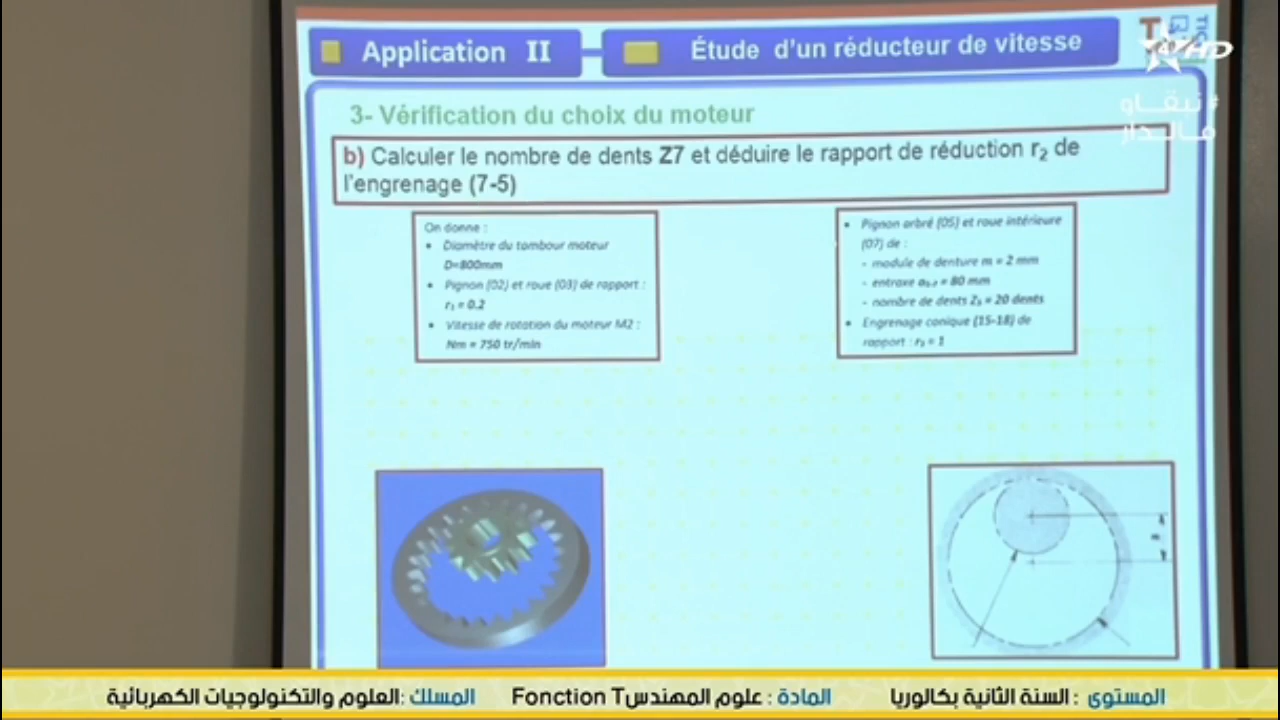 Application II
Étude d'un réducteur de vitesse
HD
# نبقاو
فالدار
3- Vérification du choix du moteur
b) Calculer le nombre de dents Z7 et déduire le rapport de réduction r₂ de
l'engrenage (7-5)
On donne :
• Diamètre du tambour moteur
D=800mm
• Pignon (02) et roue (03) de rapport :
r₁ = 0.2
• Vitesse de rotation du moteur M2 :
Nm = 750 tr/min
• Pignon arbré (05) et roue intérieure
(07) de :
- module de denture m = 2 mm
- entraxe a₅₋₇ = 80 mm
- nombre de dents Z₅ = 20 dents
• Engrenage conique (15-18) de
rapport : r₃ = 1
المستوى : السنة الثانية بكالوريا
المادة : علوم المهندس Fonction T
المسلك : العلوم والتكنولوجيات الكهربائية